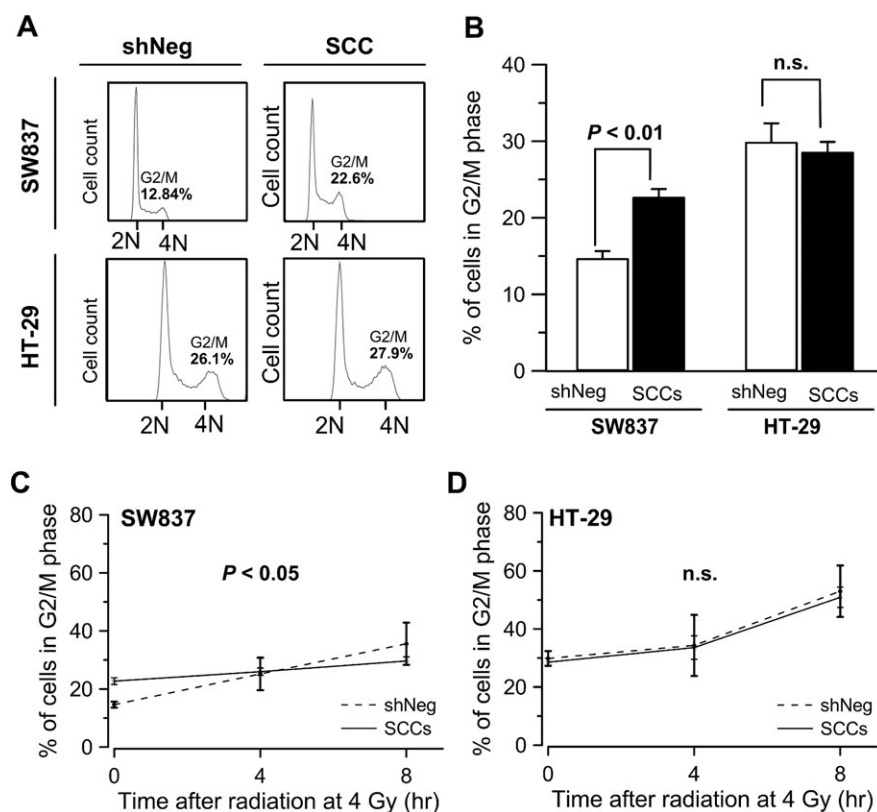 A
shNeg
SCC
SW837
Cell count
G2/M
12.84%
2N
4N
Cell count
G2/M
22.6%
2N
4N
HT-29
Cell count
G2/M
26.1%
2N
4N
Cell count
G2/M
27.9%
2N
4N
B
% of cells in G2/M phase
40
30
20
10
0
P < 0.01
n.s.
shNeg
SCCs
shNeg
SCCs
SW837
HT-29
C
SW837
% of cells in G2/M phase
80
60
40
20
0
P < 0.05
shNeg
SCCs
0
4
8
Time after radiation at 4 Gy (hr)
D
HT-29
% of cells in G2/M phase
80
60
40
20
0
n.s.
shNeg
SCCs
0
4
8
Time after radiation at 4 Gy (hr)